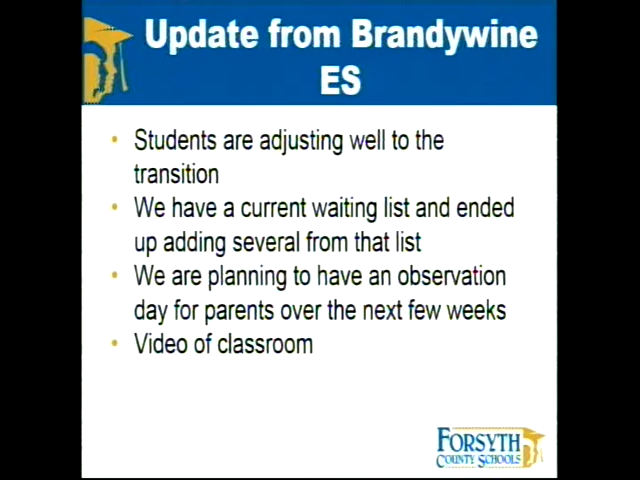 Update from Brandywine
ES
• Students are adjusting well to the
transition
• We have a current waiting list and ended
up adding several from that list
• We are planning to have an observation
day for parents over the next few weeks
• Video of classroom
FORSYTH
COUNTY SCHOOLS